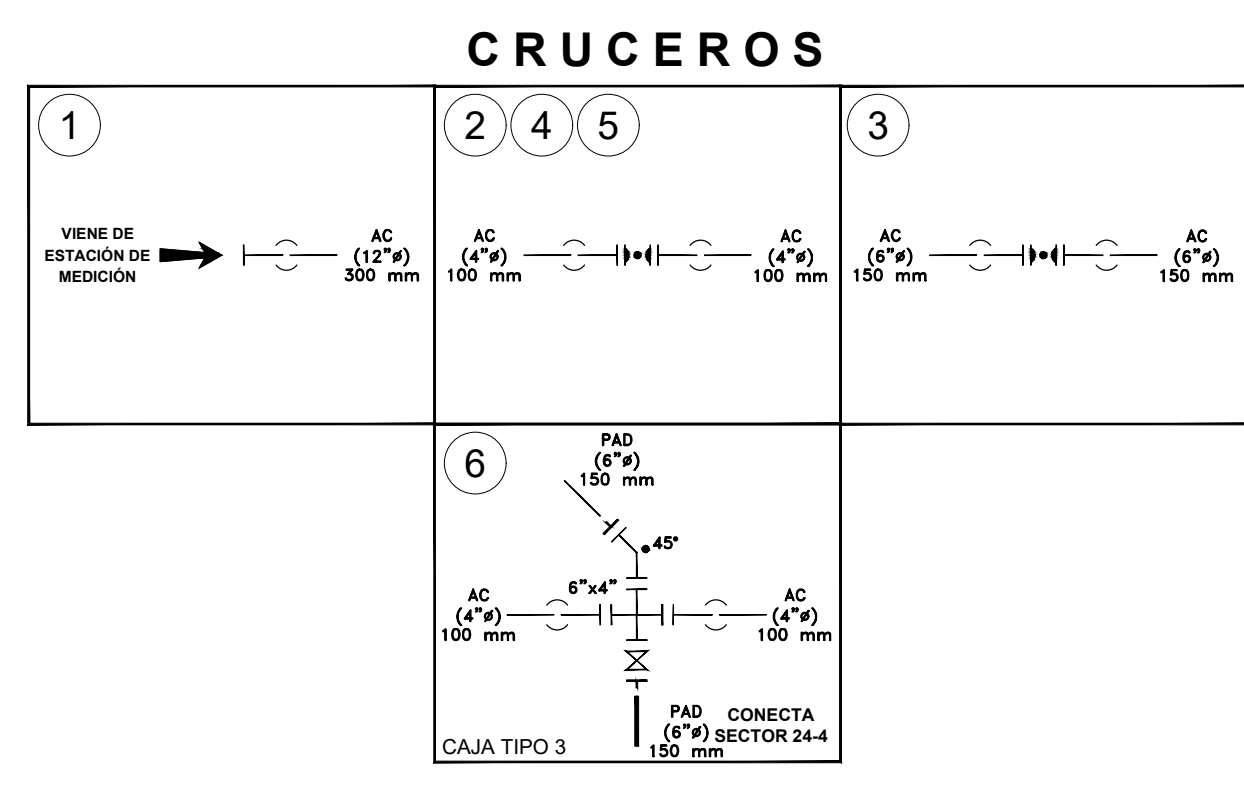 CRUCEROS
1
VIENE DE
ESTACIÓN DE
MEDICIÓN
AC
(12"ø)
300 mm
2 4 5
AC
(4"ø)
100 mm
AC
(4"ø)
100 mm
3
AC
(6"ø)
150 mm
AC
(6"ø)
150 mm
6
PAD
(6"ø)
150 mm
45°
6"x4"
AC
(4"ø)
100 mm
AC
(4"ø)
100 mm
PAD
(6"ø)
150 mm
CONECTA
SECTOR 24-4
CAJA TIPO 3